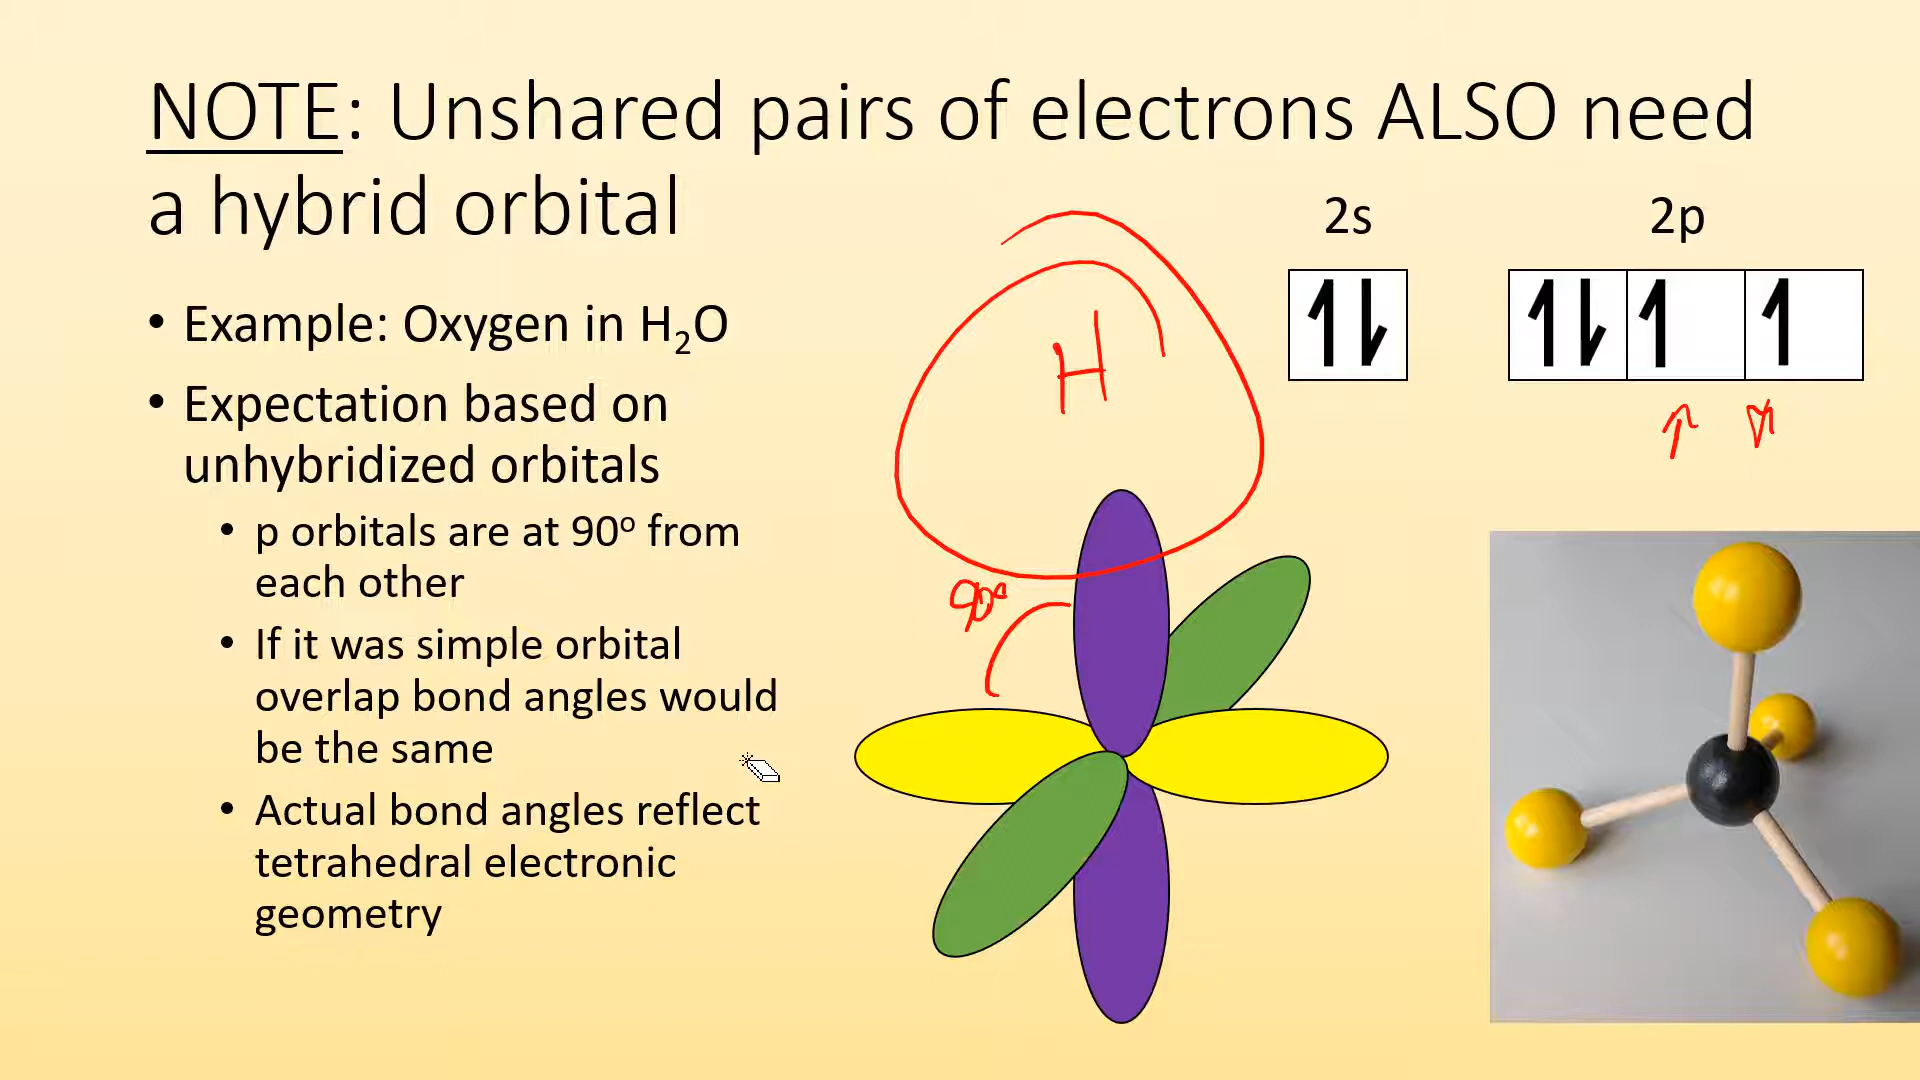 NOTE: Unshared pairs of electrons ALSO need
a hybrid orbital
2s
2p
• Example: Oxygen in H₂O
• Expectation based on
unhybridized orbitals
• p orbitals are at 90° from
each other
• If it was simple orbital
overlap bond angles would
be the same
• Actual bond angles reflect
tetrahedral electronic
geometry
H
90°